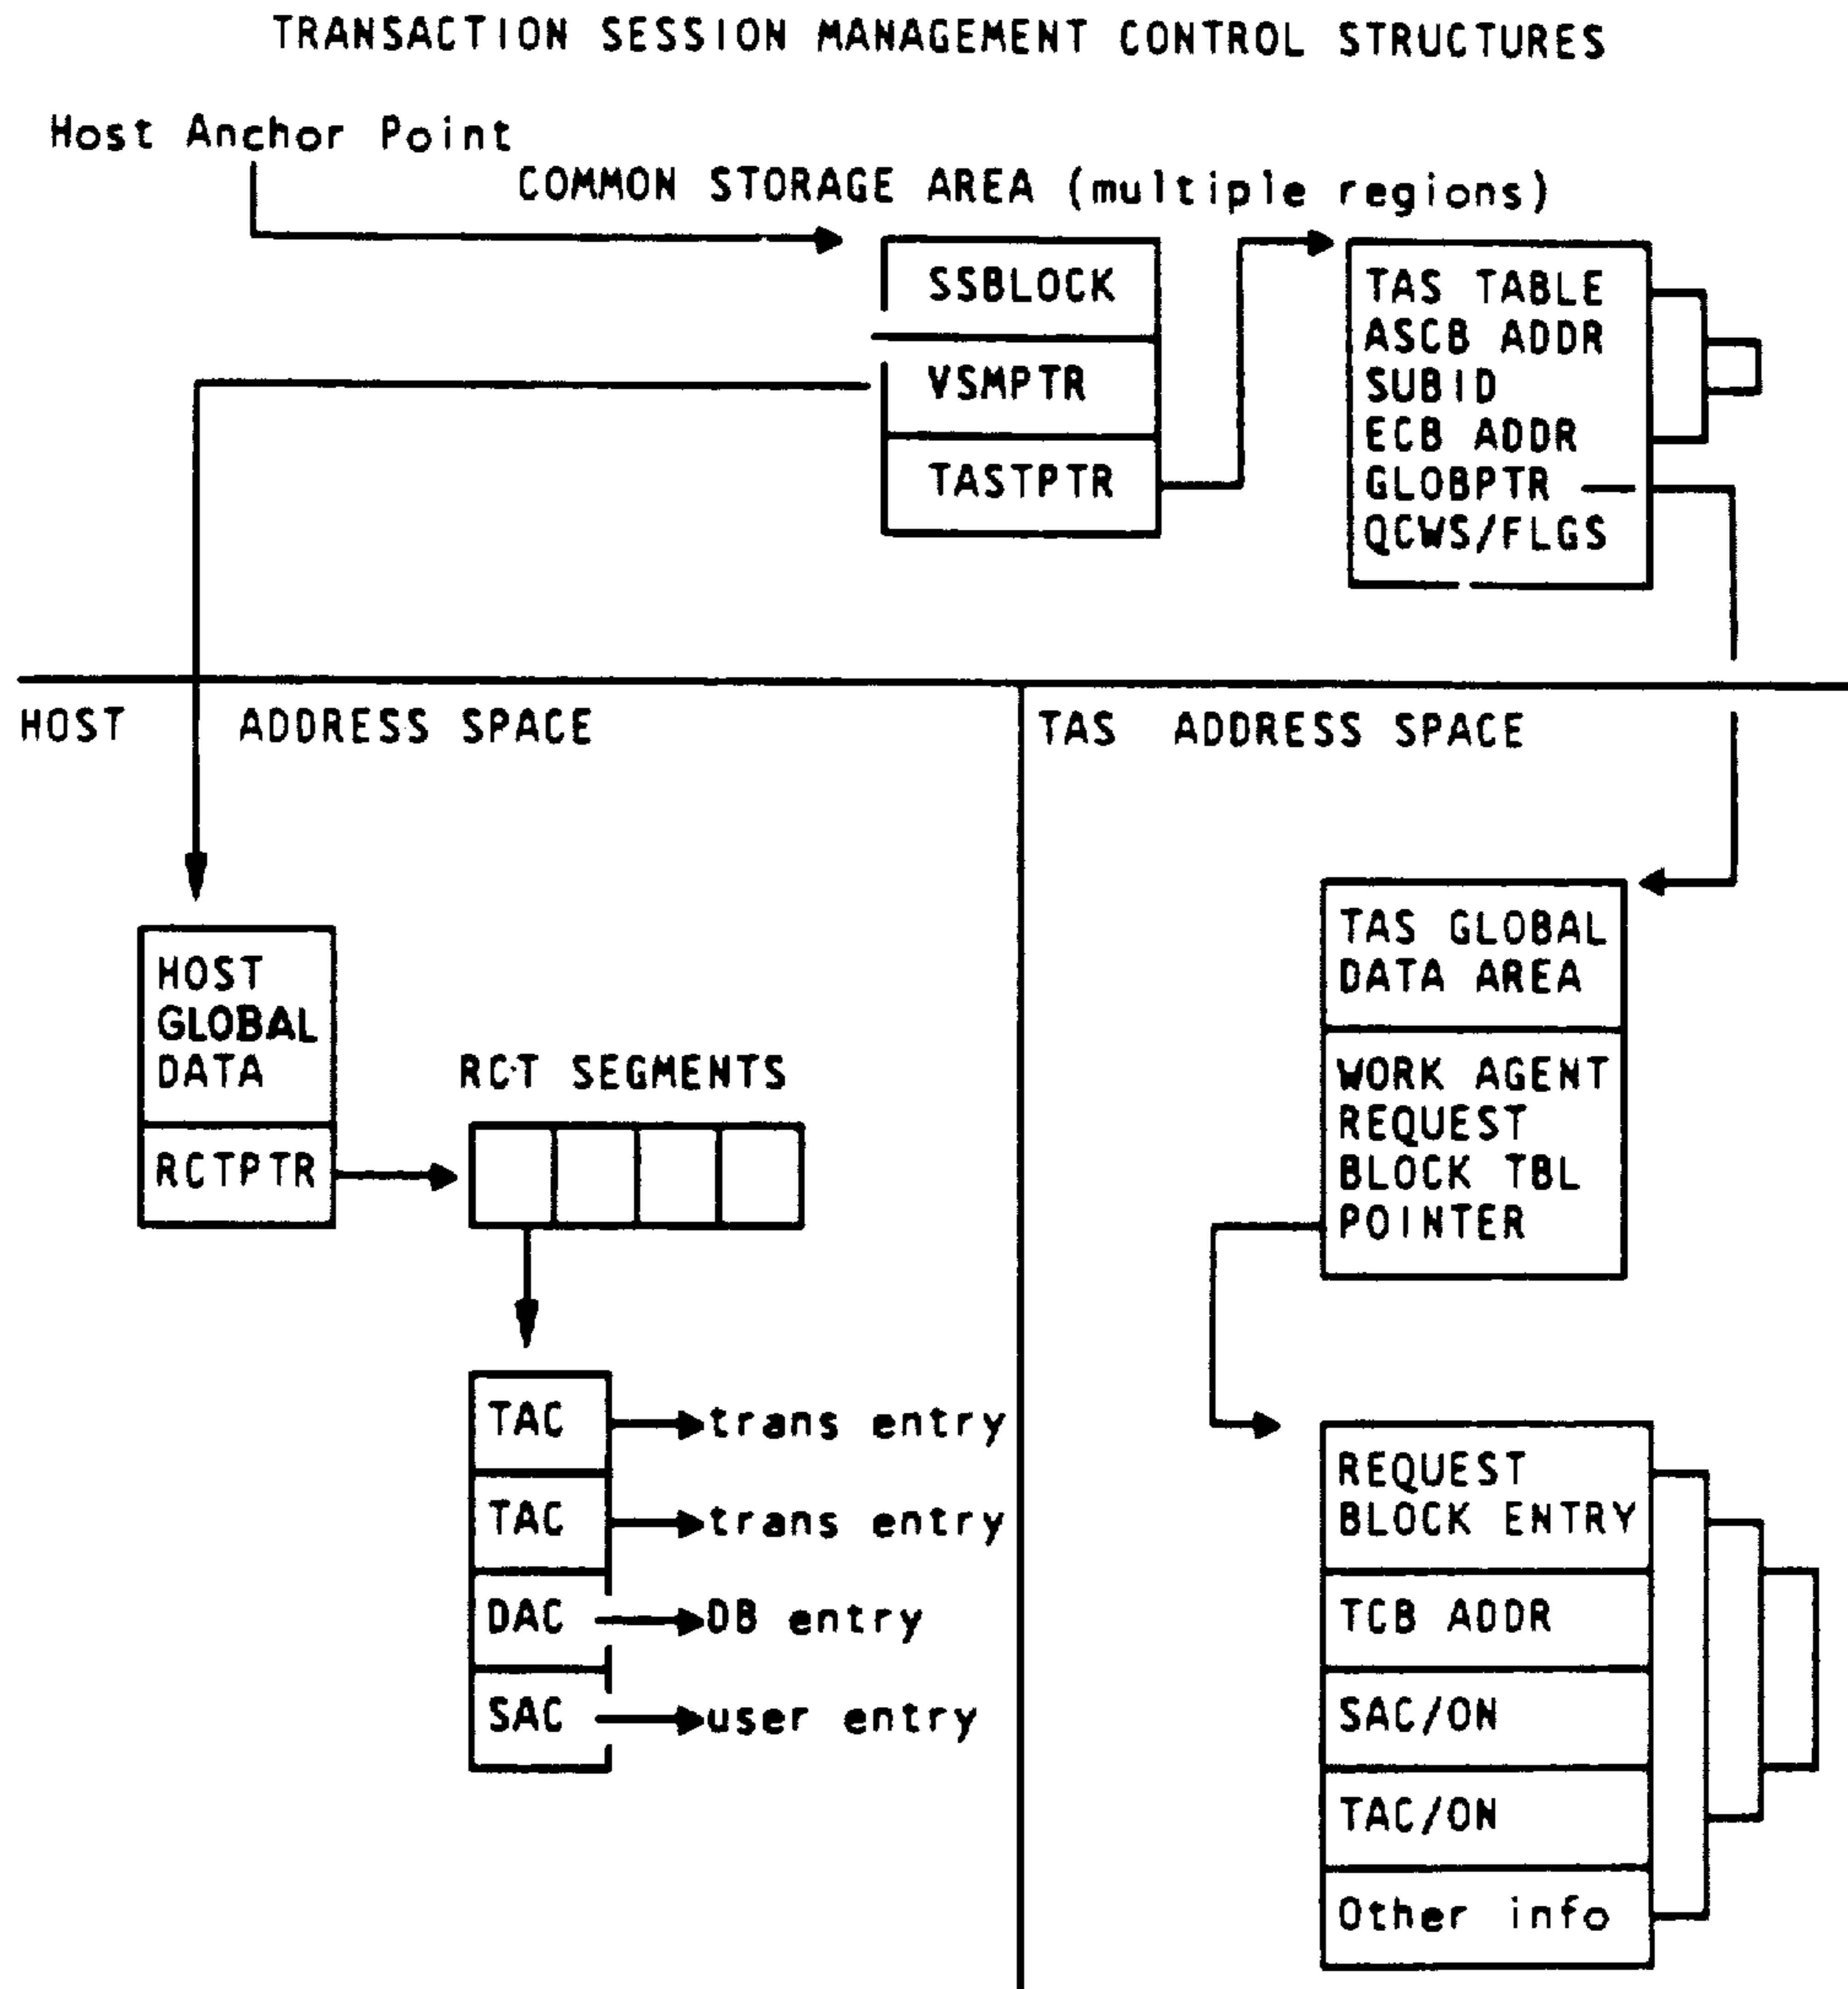 TRANSACTION SESSION MANAGEMENT CONTROL STRUCTURES
Host Anchor Point
COMMON STORAGE AREA (multiple regions)
SSBLOCK
VSMPTR
TASTPTR
TAS TABLE
ASCB ADDR
SUBID
ECB ADDR
GLOBPTR
QCWS/FLGS
HOST ADDRESS SPACE
TAS ADDRESS SPACE
HOST
GLOBAL
DATA
RCTPTR
RCT SEGMENTS
TAC trans entry
TAC trans entry
DAC DB entry
SAC user entry
TAS GLOBAL
DATA AREA
WORK AGENT
REQUEST
BLOCK TBL
POINTER
REQUEST
BLOCK ENTRY
TCB ADDR
SAC/ON
TAC/ON
Other info